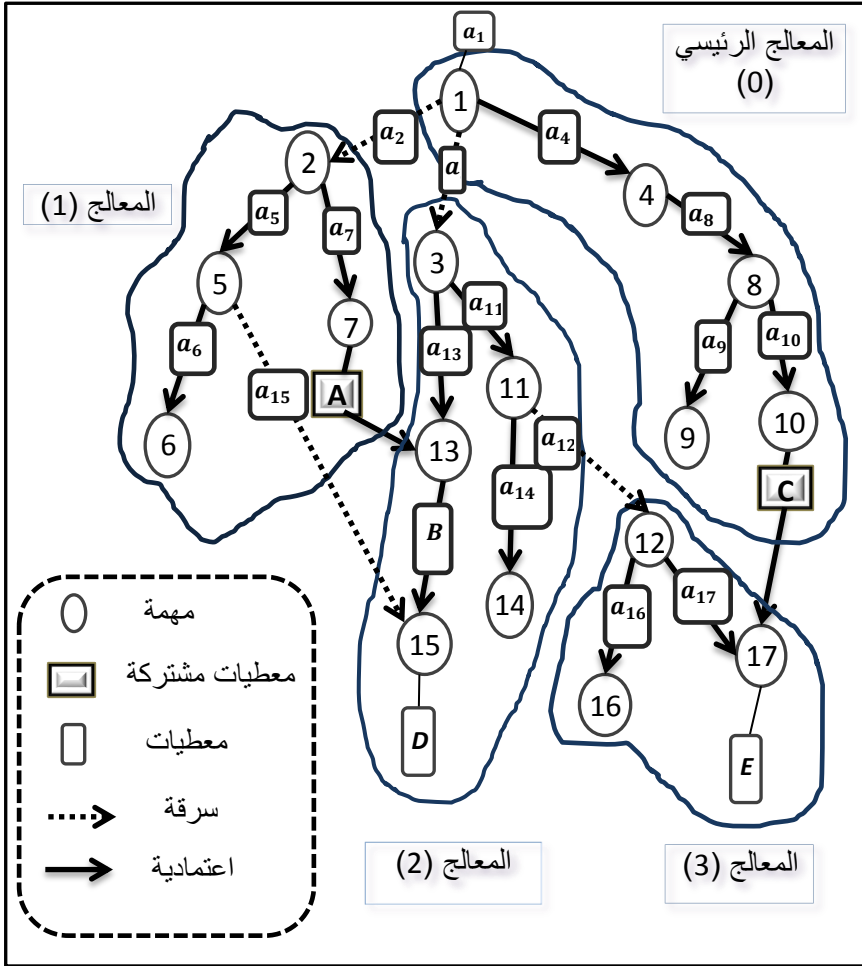 a₁
المعالج الرئيسي
(0)
1
a₂
a₄
2
a
المعالج (1)
4
a₅
a₇
a₈
3
5
8
a₁₁
7
a₆
a₁₃
a₉
a₁₀
a₁₅
A
11
6
13
a₁₂
9
10
a₁₄
C
B
12
14
a₁₆
a₁₇
15
17
16
D
E
مهمة
معطيات مشتركة
معطيات
سرقة
اعتمادية
المعالج (2)
المعالج (3)